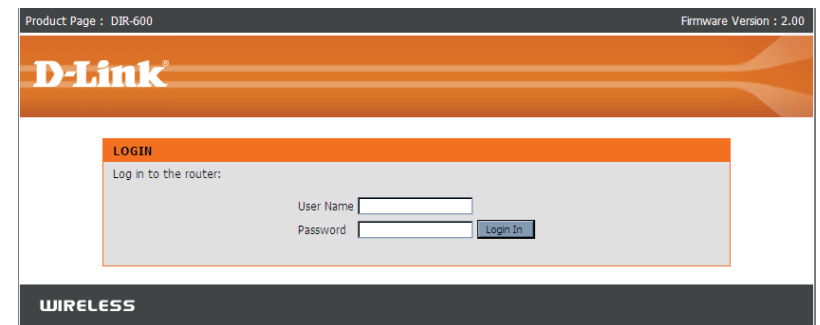 Product Page : DIR-600 Firmware Version : 2.00
D-Link®
LOGIN
Log in to the router:
User Name
Password Login In
WIRELESS